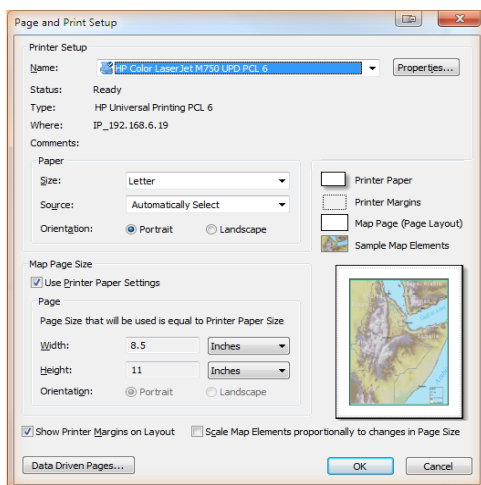 Page and Print Setup
Printer Setup
Name: HP Color LaserJet M750 UPD PCL 6 Properties...
Status: Ready
Type: HP Universal Printing PCL 6
Where: IP_192.168.6.19
Comments:
Paper
Size: Letter
Source: Automatically Select
Orientation: Portrait Landscape
Printer Paper
Printer Margins
Map Page (Page Layout)
Sample Map Elements
Map Page Size
Use Printer Paper Settings
Page
Page Size that will be used is equal to Printer Paper Size
Width: 8.5 Inches
Height: 11 Inches
Orientation: Portrait Landscape
Show Printer Margins on Layout Scale Map Elements proportionally to changes in Page Size
Data Driven Pages... OK Cancel